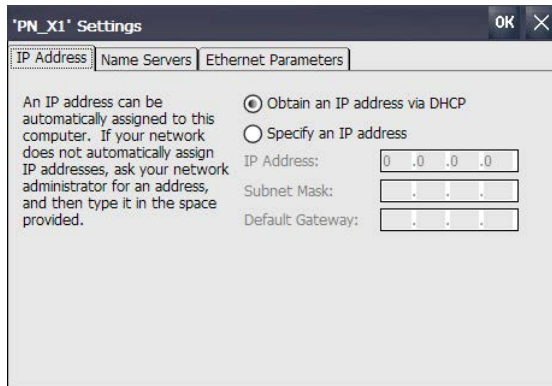 'PN_X1' Settings OK
IP Address Name Servers Ethernet Parameters
An IP address can be
automatically assigned to this
computer. If your network
does not automatically assign
IP addresses, ask your network
administrator for an address,
and then type it in the space
provided.
Obtain an IP address via DHCP
Specify an IP address
IP Address: 0 .0 .0 .0
Subnet Mask: . . .
Default Gateway: . . .